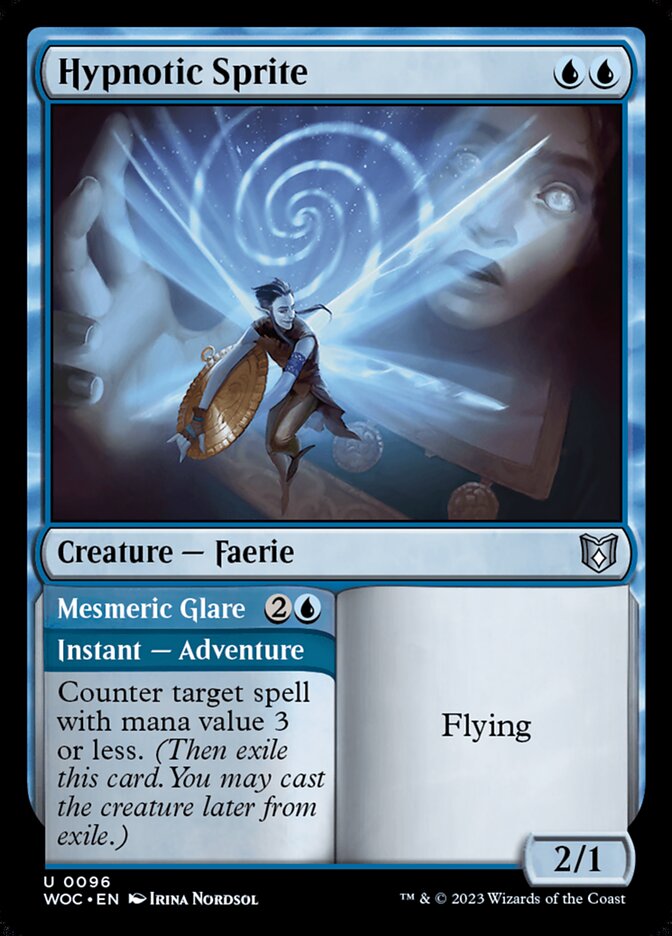 Hypnotic Sprite
Creature — Faerie
Mesmeric Glare 2
Instant — Adventure
Counter target spell
with mana value 3
or less. (Then exile
this card. You may cast
the creature later from
exile.)
Flying
2/1
U 0096
WOC • EN Irina Nordsol
™ & © 2023 Wizards of the Coast